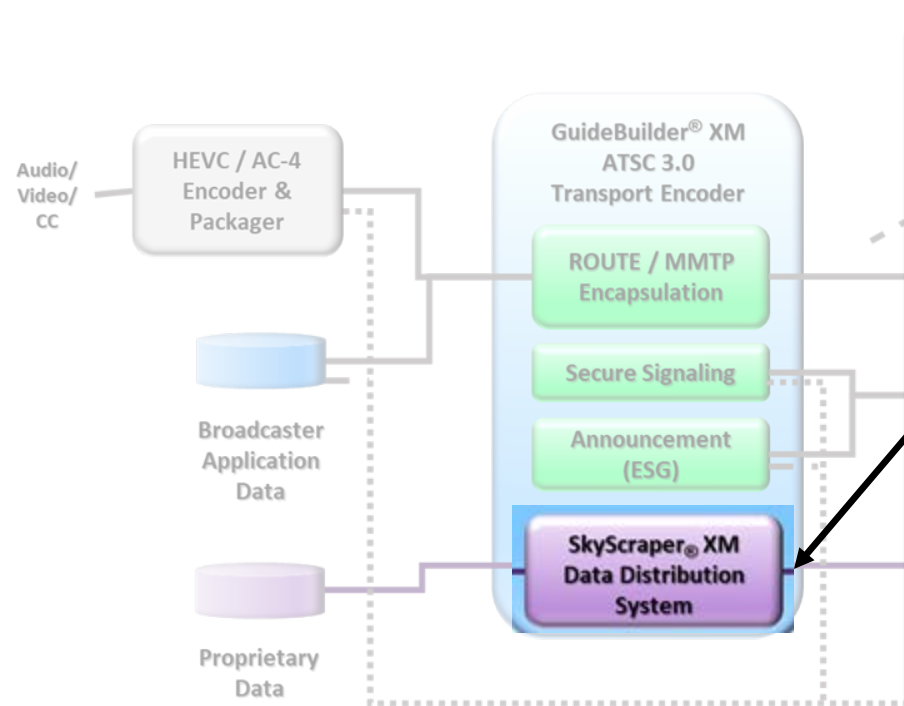 Audio/
Video/
CC
HEVC / AC-4
Encoder &
Packager
Broadcaster
Application
Data
Proprietary
Data
GuideBuilder® XM
ATSC 3.0
Transport Encoder
ROUTE / MMTP
Encapsulation
Secure Signaling
Announcement
(ESG)
SkyScraper® XM
Data Distribution
System